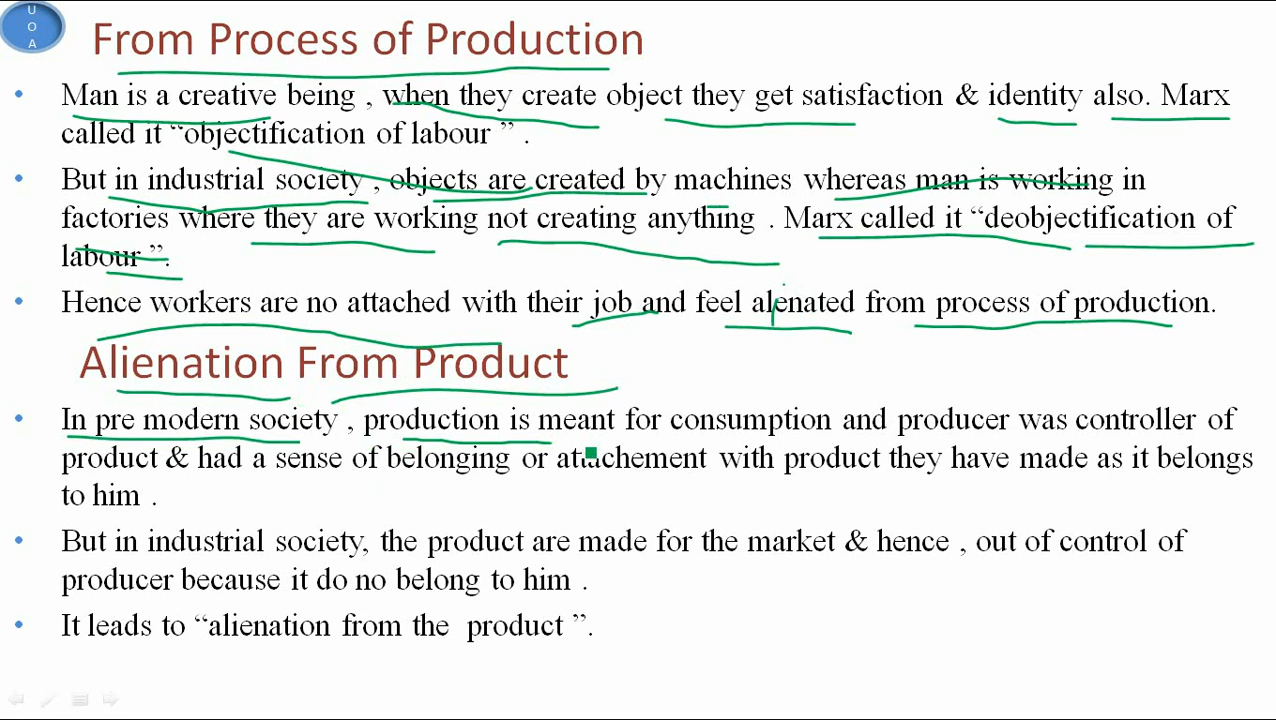 U
O
A
From Process of Production
• Man is a creative being , when they create object they get satisfaction & identity also. Marx
called it “objectification of labour ” .
• But in industrial society , objects are created by machines whereas man is working in
factories where they are working not creating anything . Marx called it “deobjectification of
labour ”.
• Hence workers are no attached with their job and feel alenated from process of production.
Alienation From Product
• In pre modern society , production is meant for consumption and producer was controller of
product & had a sense of belonging or attachement with product they have made as it belongs
to him .
• But in industrial society, the product are made for the market & hence , out of control of
producer because it do no belong to him .
• It leads to “alienation from the product ”.